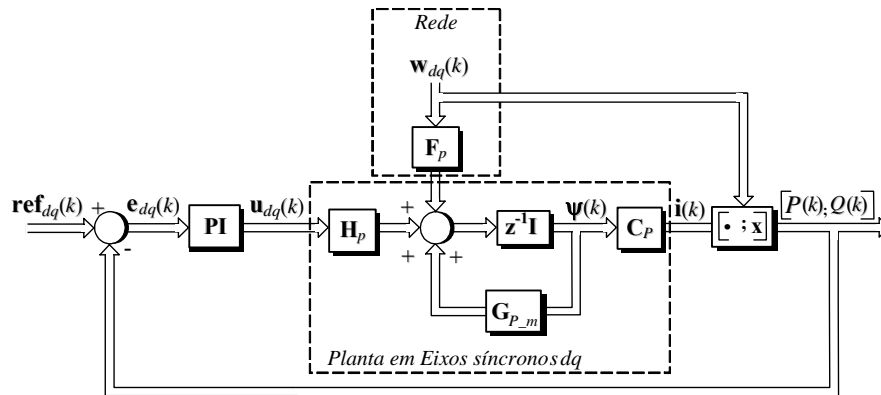 Rede
w_dq(k)
F_p
ref_dq(k)
+
-
e_dq(k)
PI
u_dq(k)
H_p
+
+
+
z^-1 I
ψ(k)
C_P
i(k)
[• ; x]
[P(k);Q(k)]
G_P_m
Planta em Eixos síncronos dq